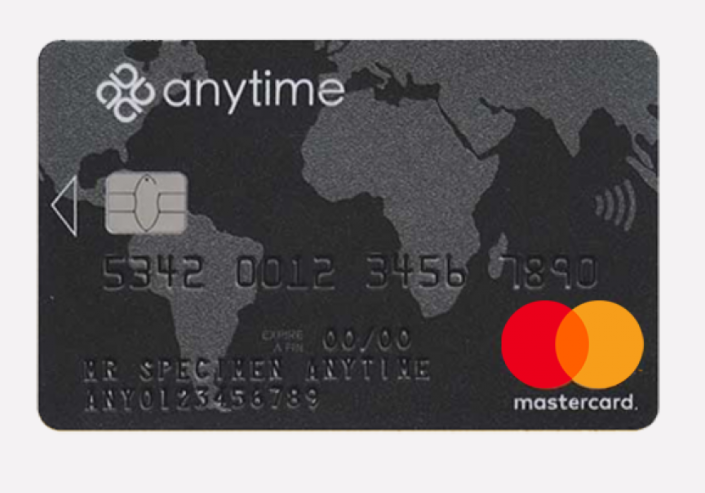 anytime
5342 0012 3456 7890
EXPIRE
A FIN
00/00
MR SPECIMEN ANYTIME
ANY0123456789
mastercard.